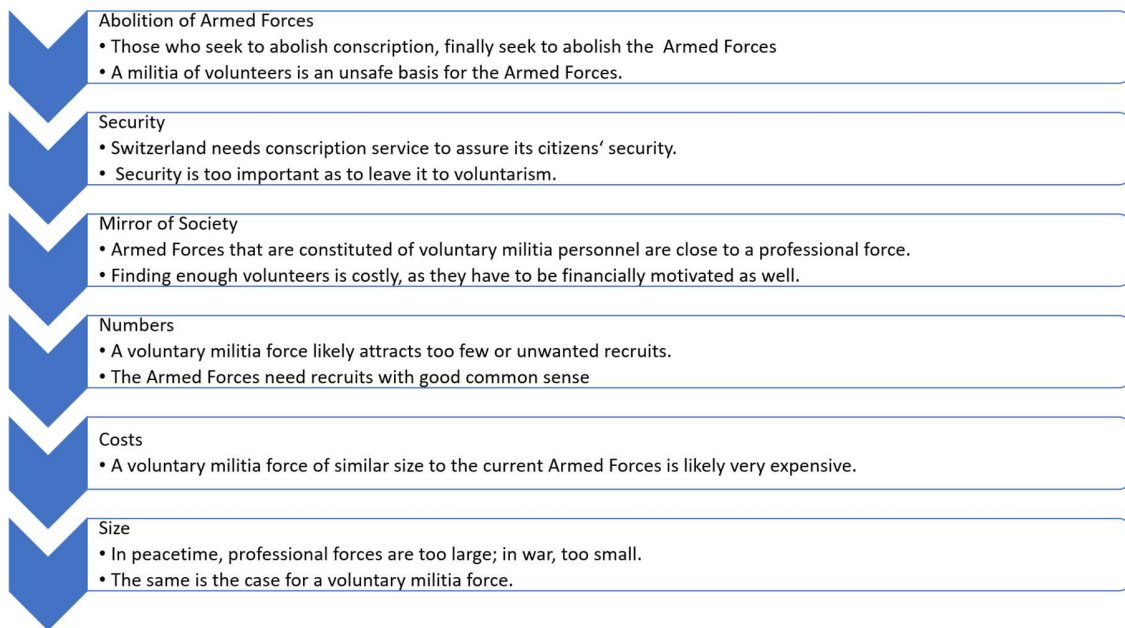 Abolition of Armed Forces
• Those who seek to abolish conscription, finally seek to abolish the  Armed Forces
• A militia of volunteers is an unsafe basis for the Armed Forces.
Security
• Switzerland needs conscription service to assure its citizens‘ security.
•  Security is too important as to leave it to voluntarism.
Mirror of Society
• Armed Forces that are constituted of voluntary militia personnel are close to a professional force.
• Finding enough volunteers is costly, as they have to be financially motivated as well.
Numbers
• A voluntary militia force likely attracts too few or unwanted recruits.
• The Armed Forces need recruits with good common sense
Costs
• A voluntary militia force of similar size to the current Armed Forces is likely very expensive.
Size
• In peacetime, professional forces are too large; in war, too small.
• The same is the case for a voluntary militia force.